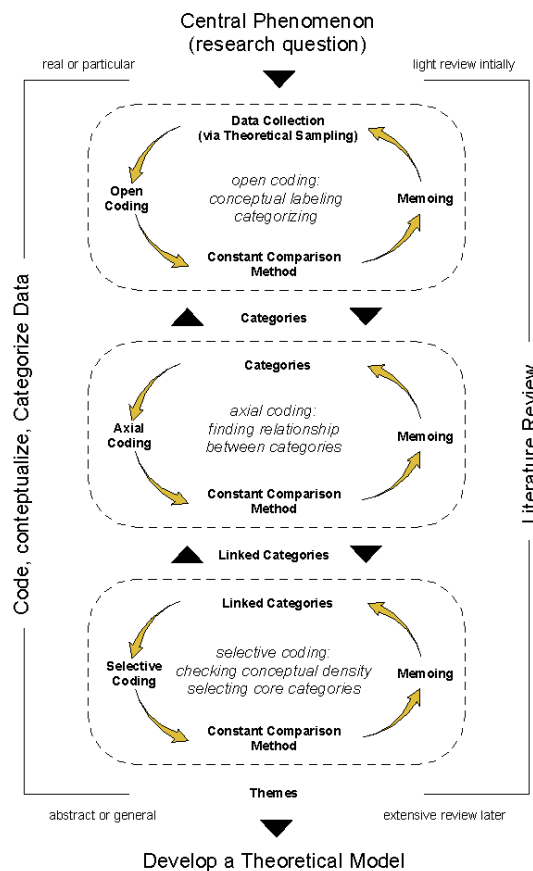 Central Phenomenon
(research question)
real or particular
light review intially
Data Collection
(via Theoretical Sampling)
Open
Coding
open coding:
conceptual labeling
categorizing
Memoing
Constant Comparison
Method
Categories
Categories
Axial
Coding
axial coding:
finding relationship
between categories
Memoing
Constant Comparison
Method
Linked Categories
Linked Categories
Selective
Coding
selective coding:
checking conceptual density
selecting core categories
Memoing
Constant Comparison
Method
Themes
abstract or general
extensive review later
Develop a Theoretical Model
Code, conteptualize, Categorize Data
Literature Review